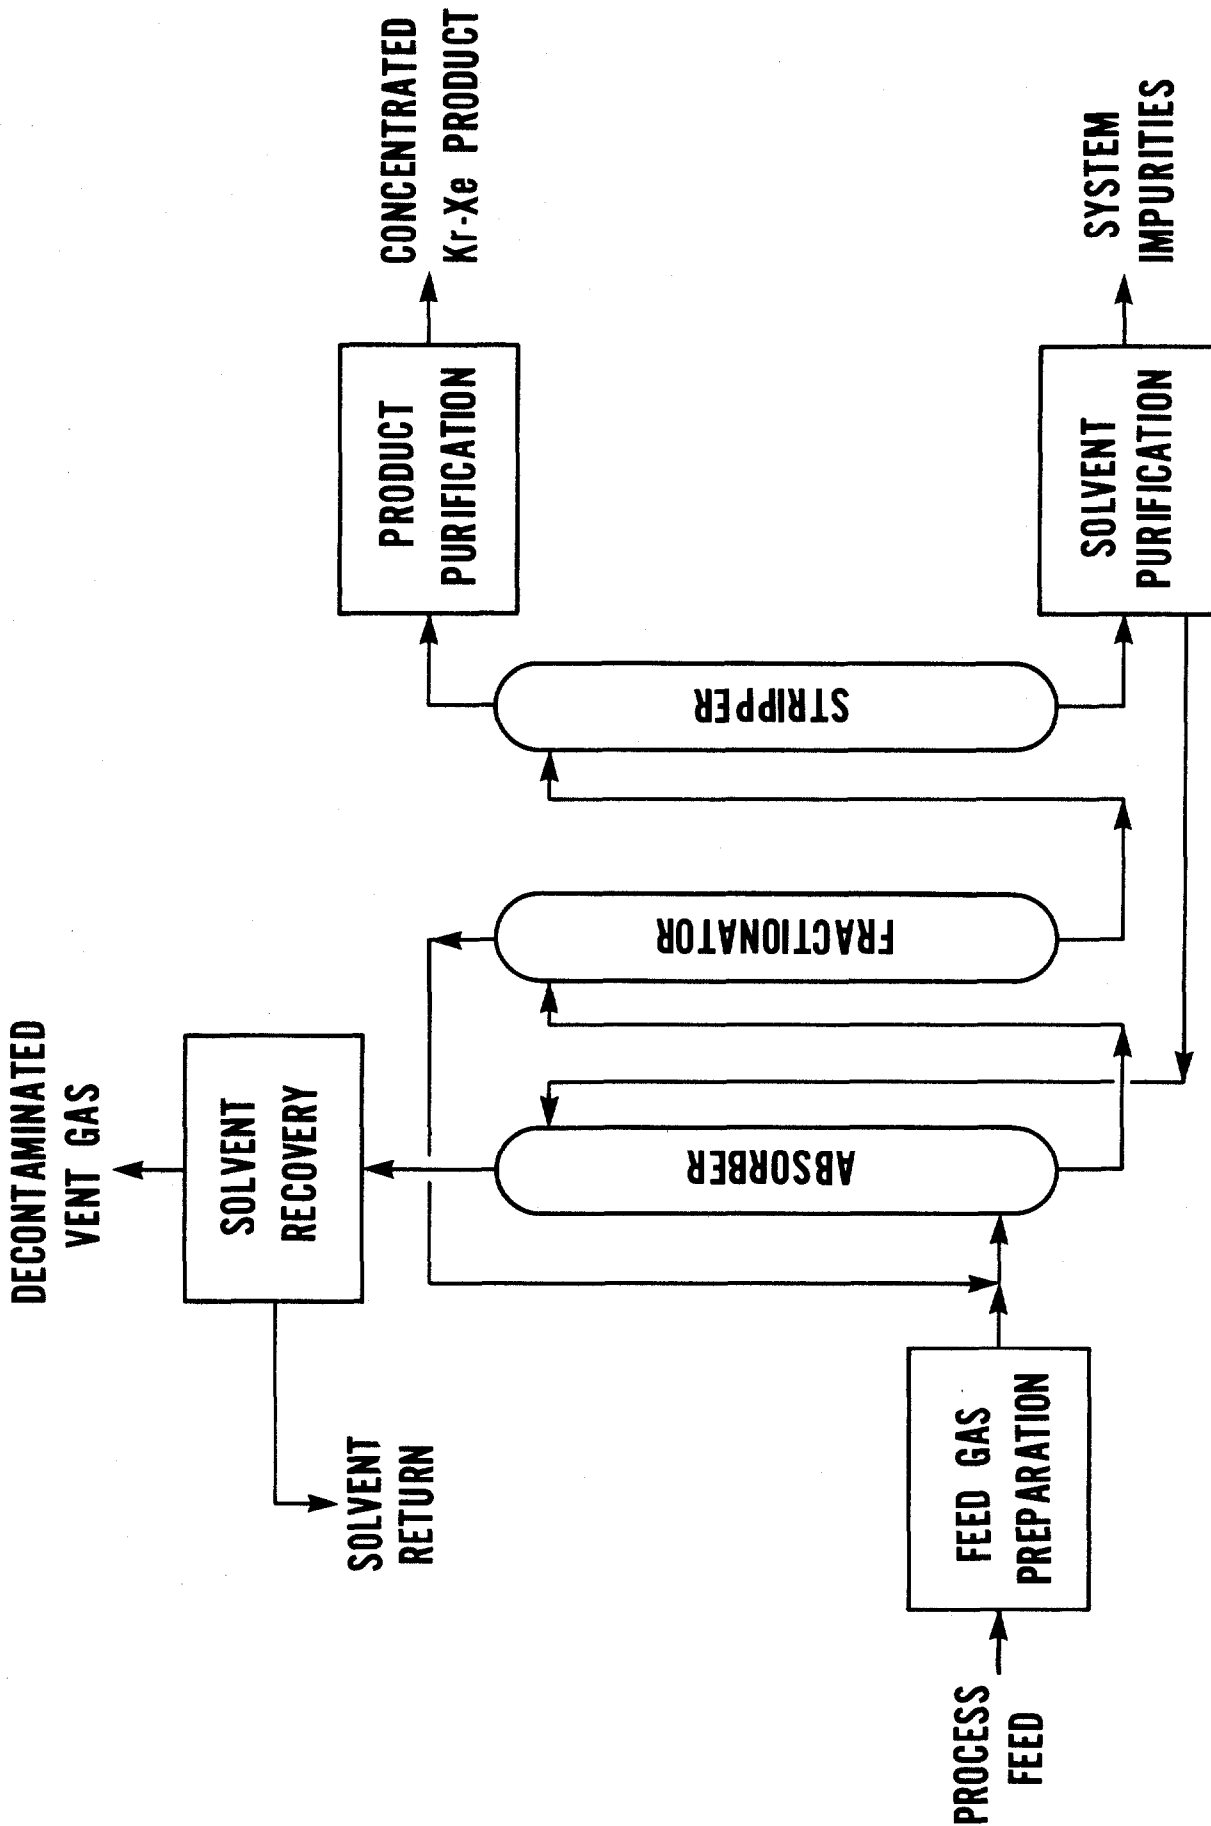 DECONTAMINATED
VENT GAS
SOLVENT
RECOVERY
SOLVENT
RETURN
PROCESS
FEED
FEED GAS
PREPARATION
ABSORBER
FRACTIONATOR
STRIPPER
PRODUCT
PURIFICATION
CONCENTRATED
Kr-Xe PRODUCT
SOLVENT
PURIFICATION
SYSTEM
IMPURITIES